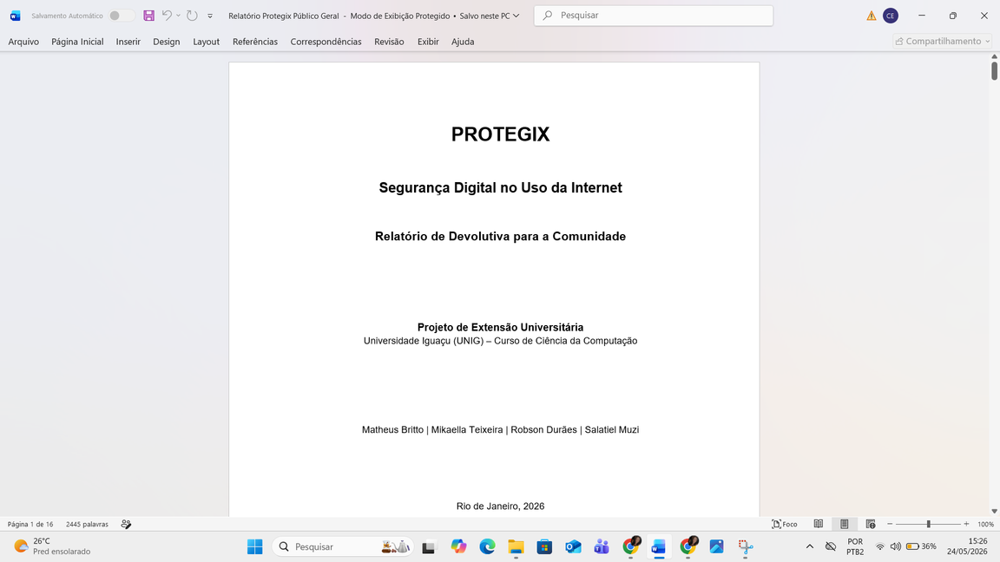 Salvamento Automático
Relatório Protegix Público Geral - Modo de Exibição Protegido • Salvo neste PC
Pesquisar
CE
Arquivo Página Inicial Inserir Design Layout Referências Correspondências Revisão Exibir Ajuda
Compartilhamento
PROTEGIX
Segurança Digital no Uso da Internet
Relatório de Devolutiva para a Comunidade
Projeto de Extensão Universitária
Universidade Iguaçu (UNIG) – Curso de Ciência da Computação
Matheus Britto | Mikaella Teixeira | Robson Durães | Salatiel Muzi
Rio de Janeiro, 2026
Página 1 de 16 2445 palavras
Foco
100%
26°C
Pred ensolarado
Pesquisar
POR
PTB2
36%
15:26
24/05/2026